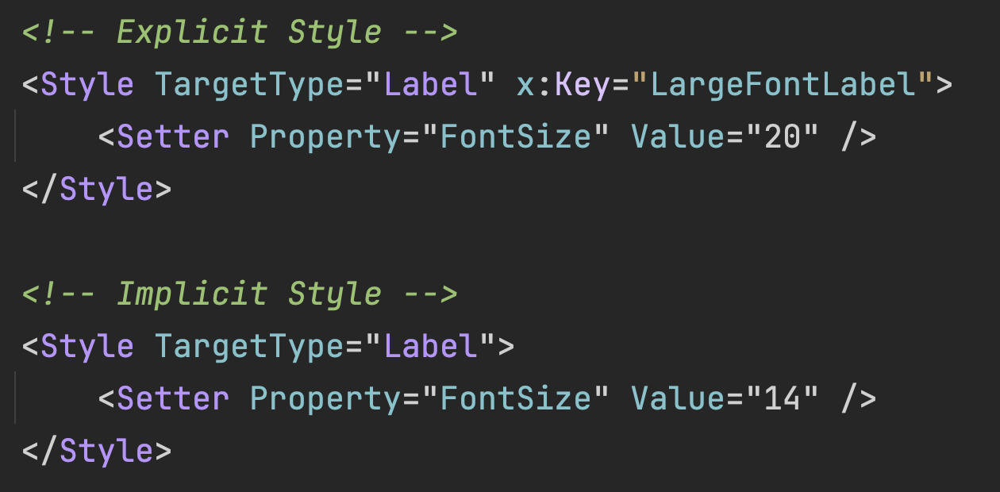 <!-- Explicit Style -->
<Style TargetType="Label" x:Key="LargeFontLabel">
    <Setter Property="FontSize" Value="20" />
</Style>

<!-- Implicit Style -->
<Style TargetType="Label">
    <Setter Property="FontSize" Value="14" />
</Style>